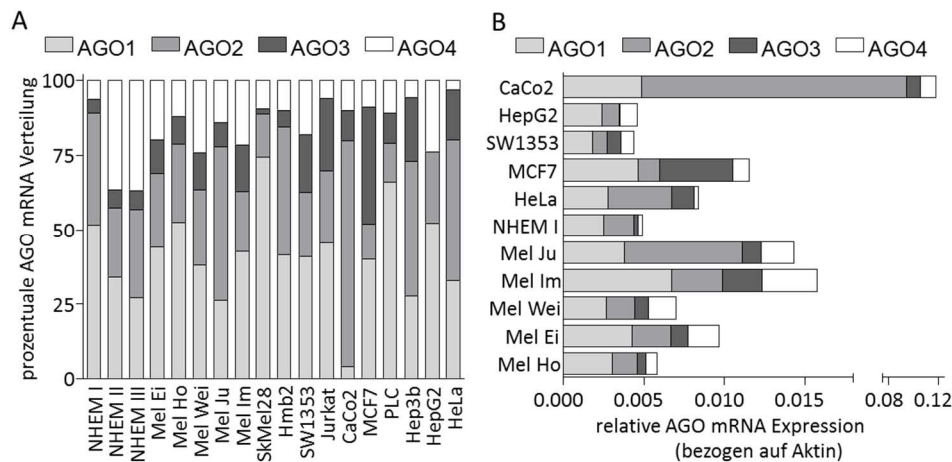 A
AGO1 AGO2 AGO3 AGO4
prozentuale AGO mRNA Verteilung
100
75
50
25
0
NHEM I
NHEM II
NHEM III
Mel Ei
Mel Ho
Mel Wei
Mel Ju
Mel Im
SkMel28
Hmb2
SW1353
Jurkat
CaCo2
MCF7
PLC
Hep3b
HepG2
HeLa
B
AGO1 AGO2 AGO3 AGO4
CaCo2
HepG2
SW1353
MCF7
HeLa
NHEM I
Mel Ju
Mel Im
Mel Wei
Mel Ei
Mel Ho
0.000 0.005 0.010 0.015 0.08 0.12
relative AGO mRNA Expression
(bezogen auf Aktin)